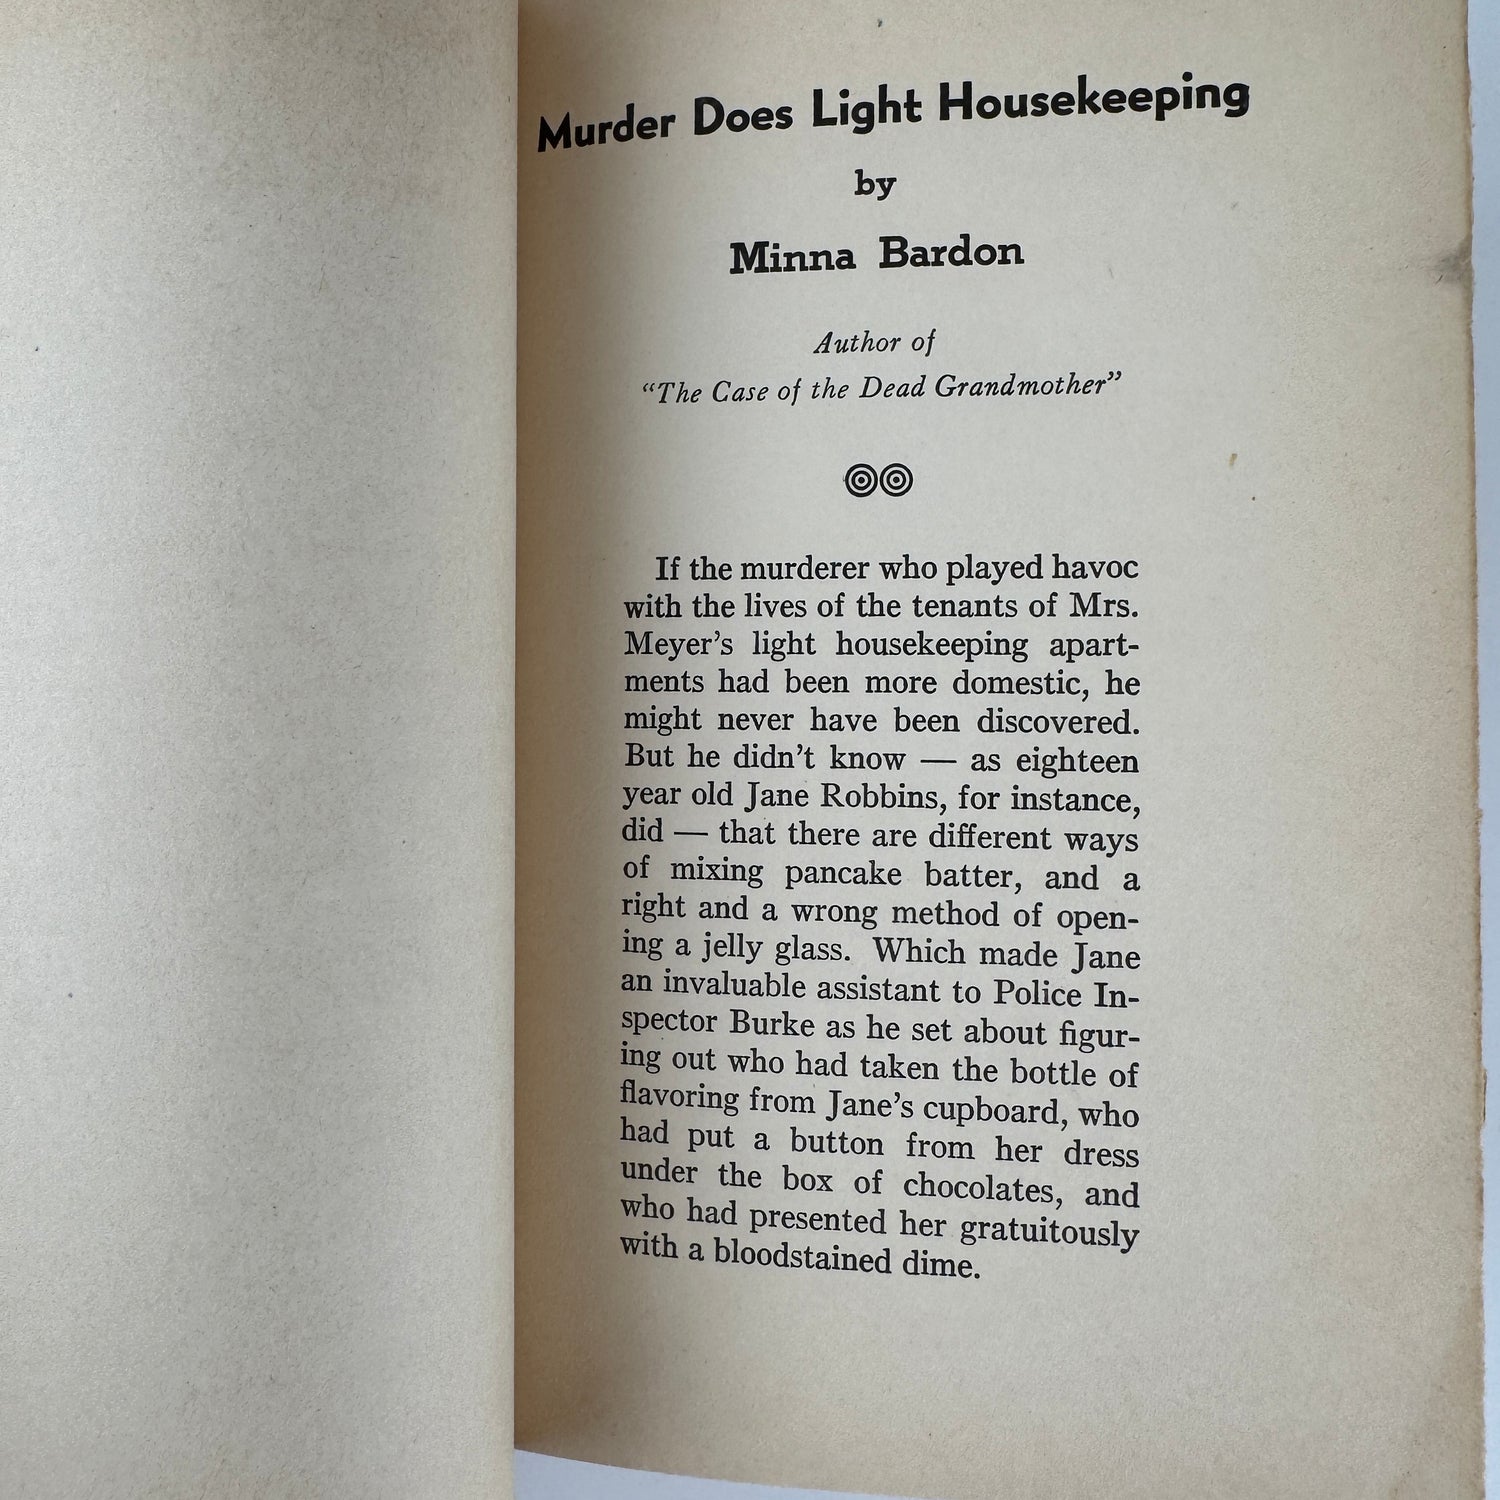 Murder Does Light Housekeeping
by
Minna Bardon
Author of
“The Case of the Dead Grandmother”
If the murderer who played havoc
with the lives of the tenants of Mrs.
Meyer’s light housekeeping apart-
ments had been more domestic, he
might never have been discovered.
But he didn’t know — as eighteen
year old Jane Robbins, for instance,
did — that there are different ways
of mixing pancake batter, and a
right and a wrong method of open-
ing a jelly glass. Which made Jane
an invaluable assistant to Police In-
spector Burke as he set about figur-
ing out who had taken the bottle of
flavoring from Jane’s cupboard, who
had put a button from her dress
under the box of chocolates, and
who had presented her gratuitously
with a bloodstained dime.